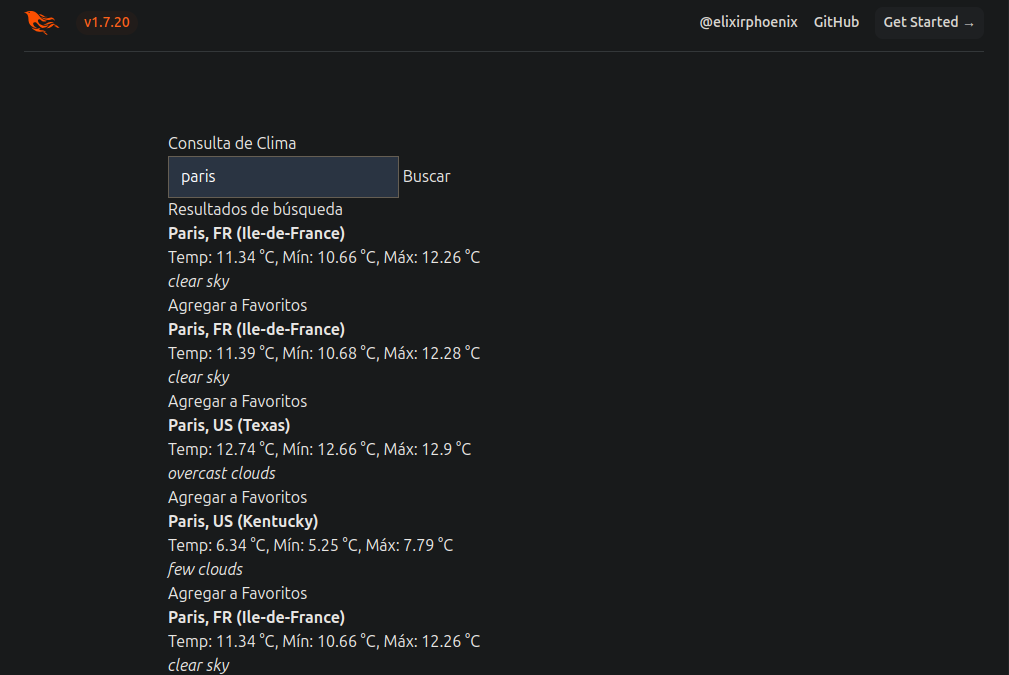 v1.7.20
@elixirphoenix GitHub Get Started →
Consulta de Clima
paris Buscar
Resultados de búsqueda
Paris, FR (Ile-de-France)
Temp: 11.34 °C, Mín: 10.66 °C, Máx: 12.26 °C
clear sky
Agregar a Favoritos
Paris, FR (Ile-de-France)
Temp: 11.39 °C, Mín: 10.68 °C, Máx: 12.28 °C
clear sky
Agregar a Favoritos
Paris, US (Texas)
Temp: 12.74 °C, Mín: 12.66 °C, Máx: 12.9 °C
overcast clouds
Agregar a Favoritos
Paris, US (Kentucky)
Temp: 6.34 °C, Mín: 5.25 °C, Máx: 7.79 °C
few clouds
Agregar a Favoritos
Paris, FR (Ile-de-France)
Temp: 11.34 °C, Mín: 10.66 °C, Máx: 12.26 °C
clear sky